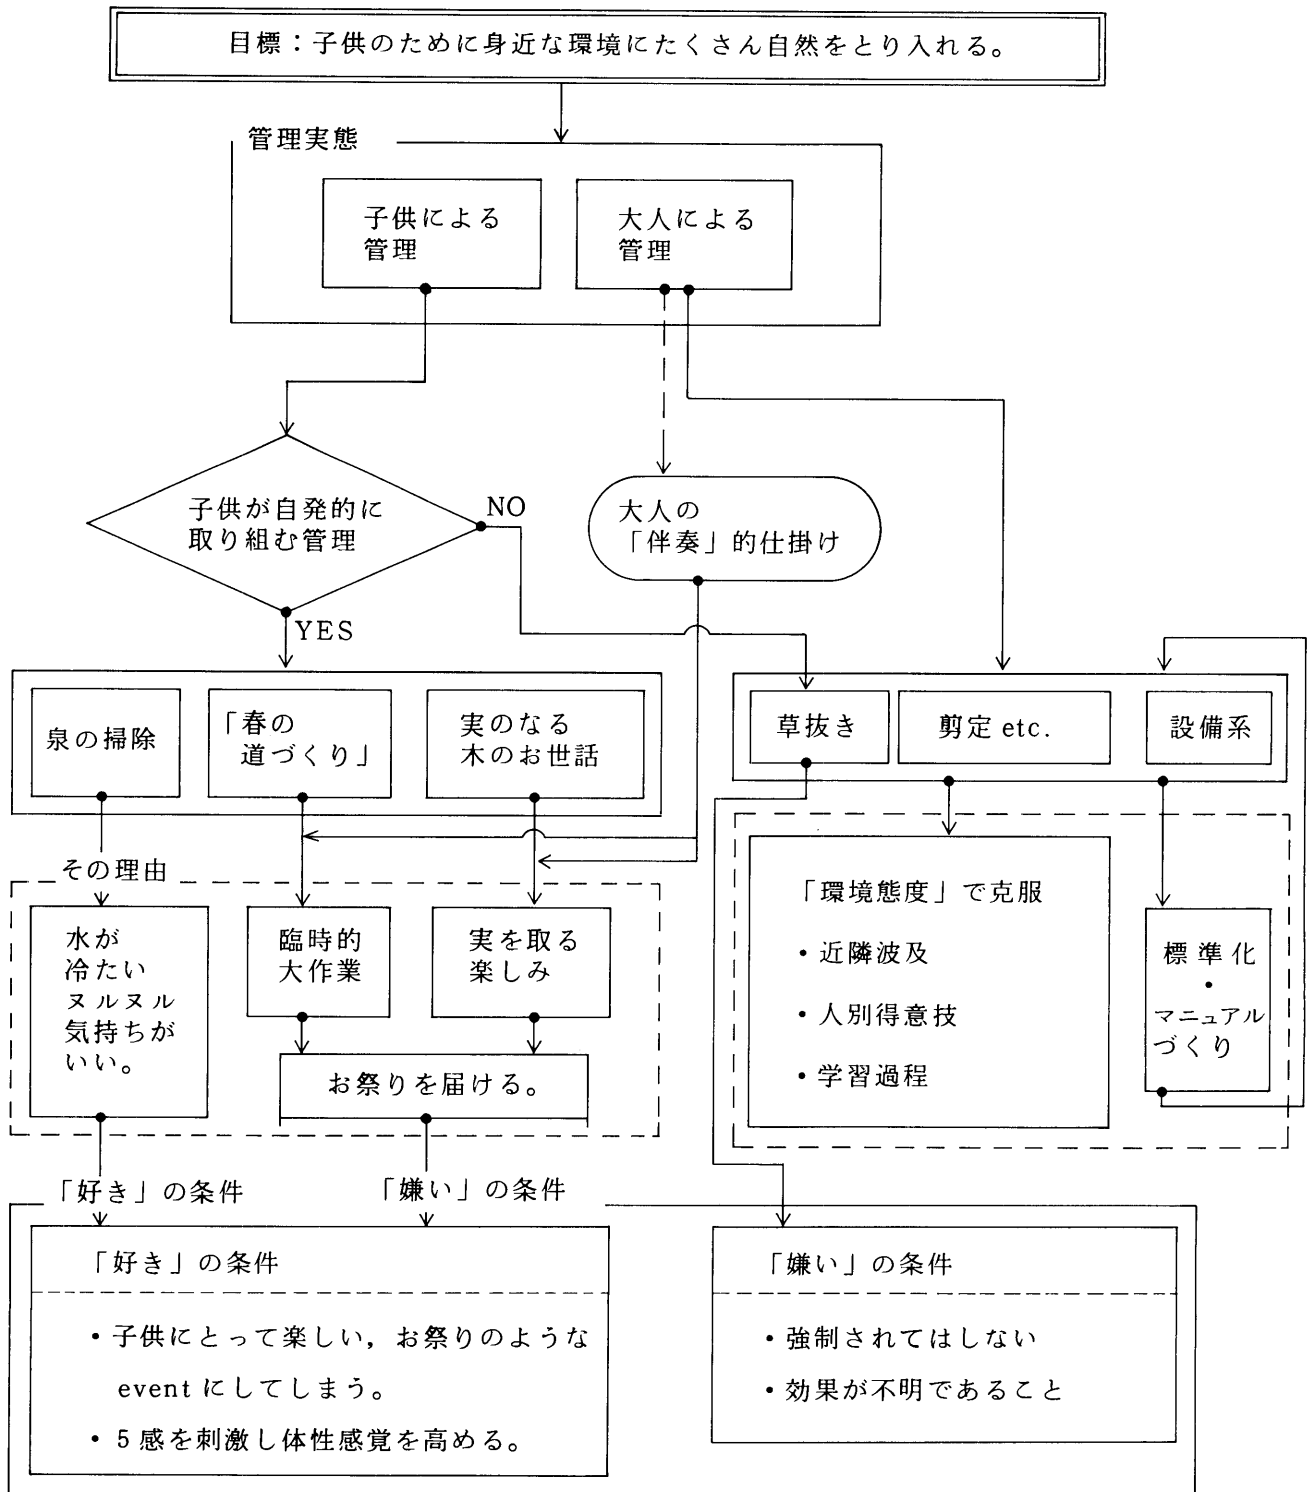 目標：子供のために身近な環境にたくさん自然をとり入れる。
管理実態
子供による
管理
大人による
管理
子供が自発的に
取り組む管理
NO
YES
大人の
「伴奏」的仕掛け
泉の掃除
「春の
道づくり」
実のなる
木のお世話
草抜き
剪定 etc.
設備系
その理由
水が
冷たい
ヌルヌル
気持ちが
いい。
臨時的
大作業
実を取る
楽しみ
お祭りを届ける。
「環境態度」で克服
・近隣波及
・人別得意技
・学習過程
標準化
・
マニュアル
づくり
「好き」の条件
「嫌い」の条件
「好き」の条件
・子供にとって楽しい，お祭りのような
event にしてしまう。
・5感を刺激し体性感覚を高める。
「嫌い」の条件
・強制されてはしない
・効果が不明であること